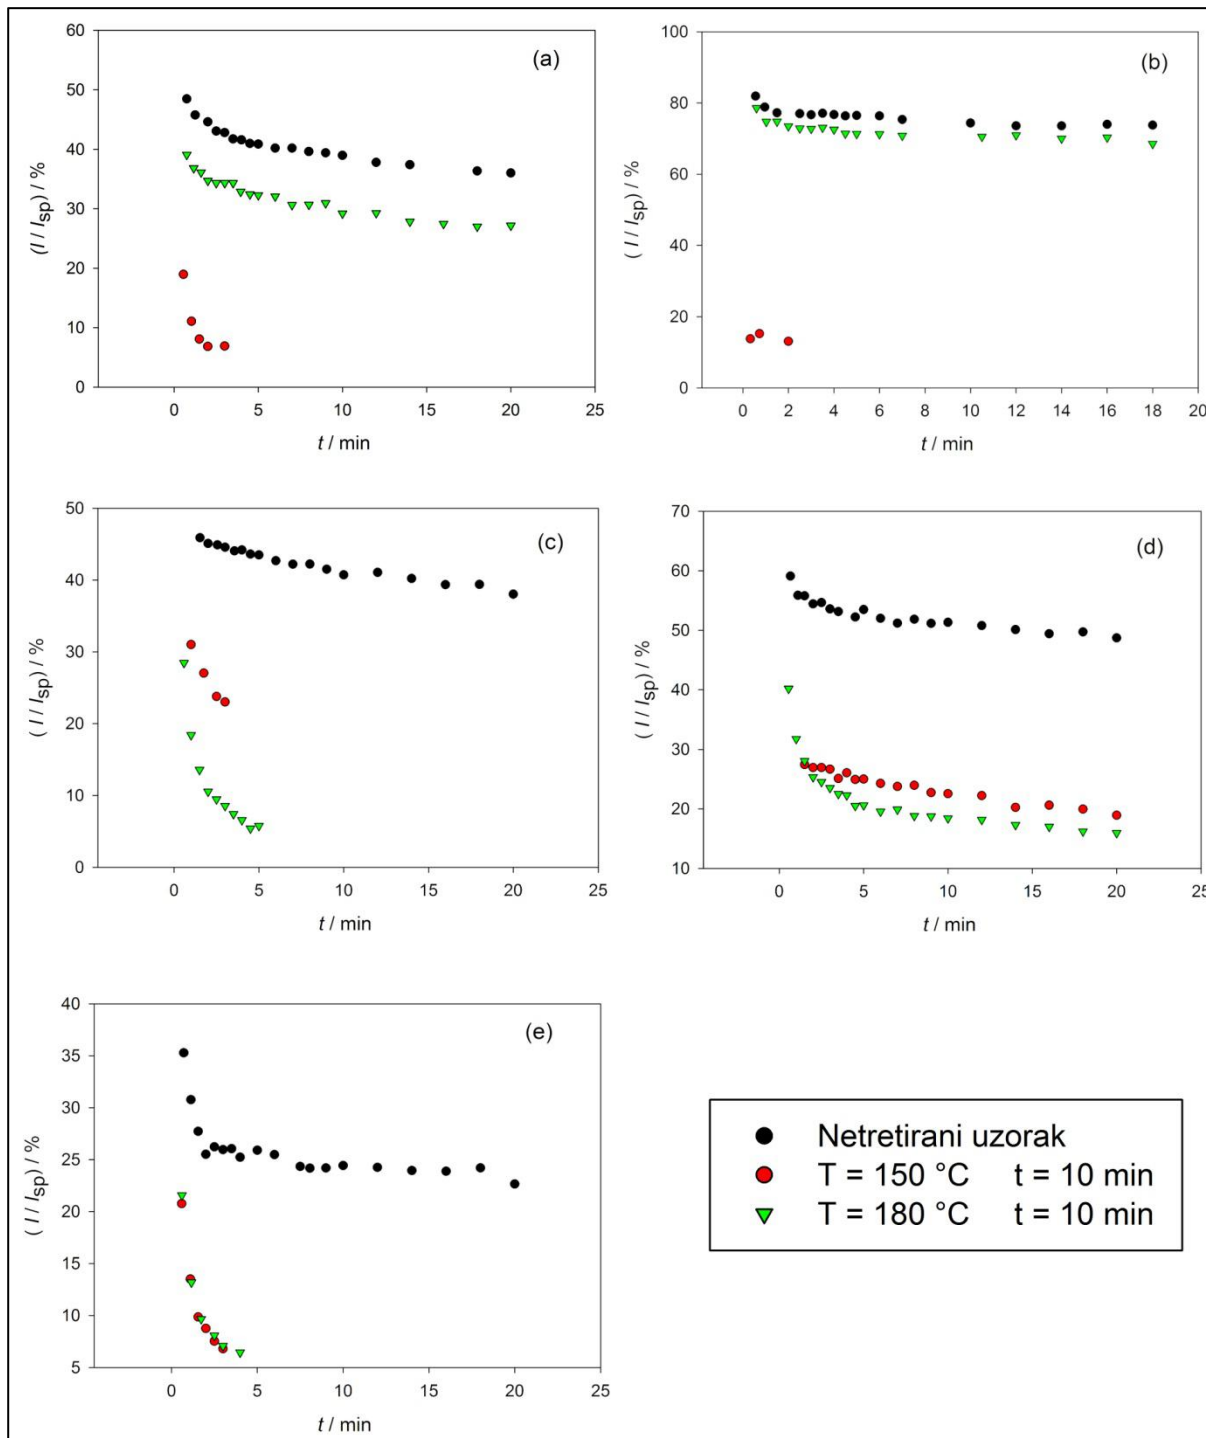 (a)
60
50
40
30
20
10
0
(I / Isp) / %
0 5 10 15 20 25
t / min
(b)
100
80
60
40
20
0
( I / Isp) / %
0 2 4 6 8 10 12 14 16 18 20
t / min
(c)
50
40
30
20
10
0
( I / Isp) / %
0 5 10 15 20 25
t / min
(d)
70
60
50
40
30
20
10
( I / Isp) / %
0 5 10 15 20 25
t / min
(e)
40
35
30
25
20
15
10
5
( I / Isp) / %
0 5 10 15 20 25
t / min
Netretirani uzorak
T = 150 °C t = 10 min
T = 180 °C t = 10 min